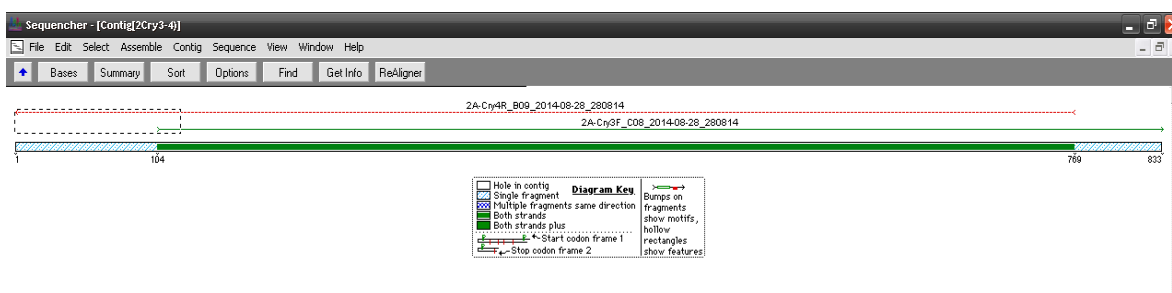 Sequencher - [Contig[2Cry3-4]]
File Edit Select Assemble Contig Sequence View Window Help
Bases Summary Sort Options Find Get Info ReAligner
2A-Cry4R_B09_2014-08-28_280814
2A-Cry3F_C08_2014-08-28_280814
1 104 769 833
Diagram Key
Hole in contig
Single fragment
Multiple fragments same direction
Both strands
Both strands plus
Start codon frame 1
Stop codon frame 2
Bumps on
fragments
show motifs,
hollow
rectangles
show features